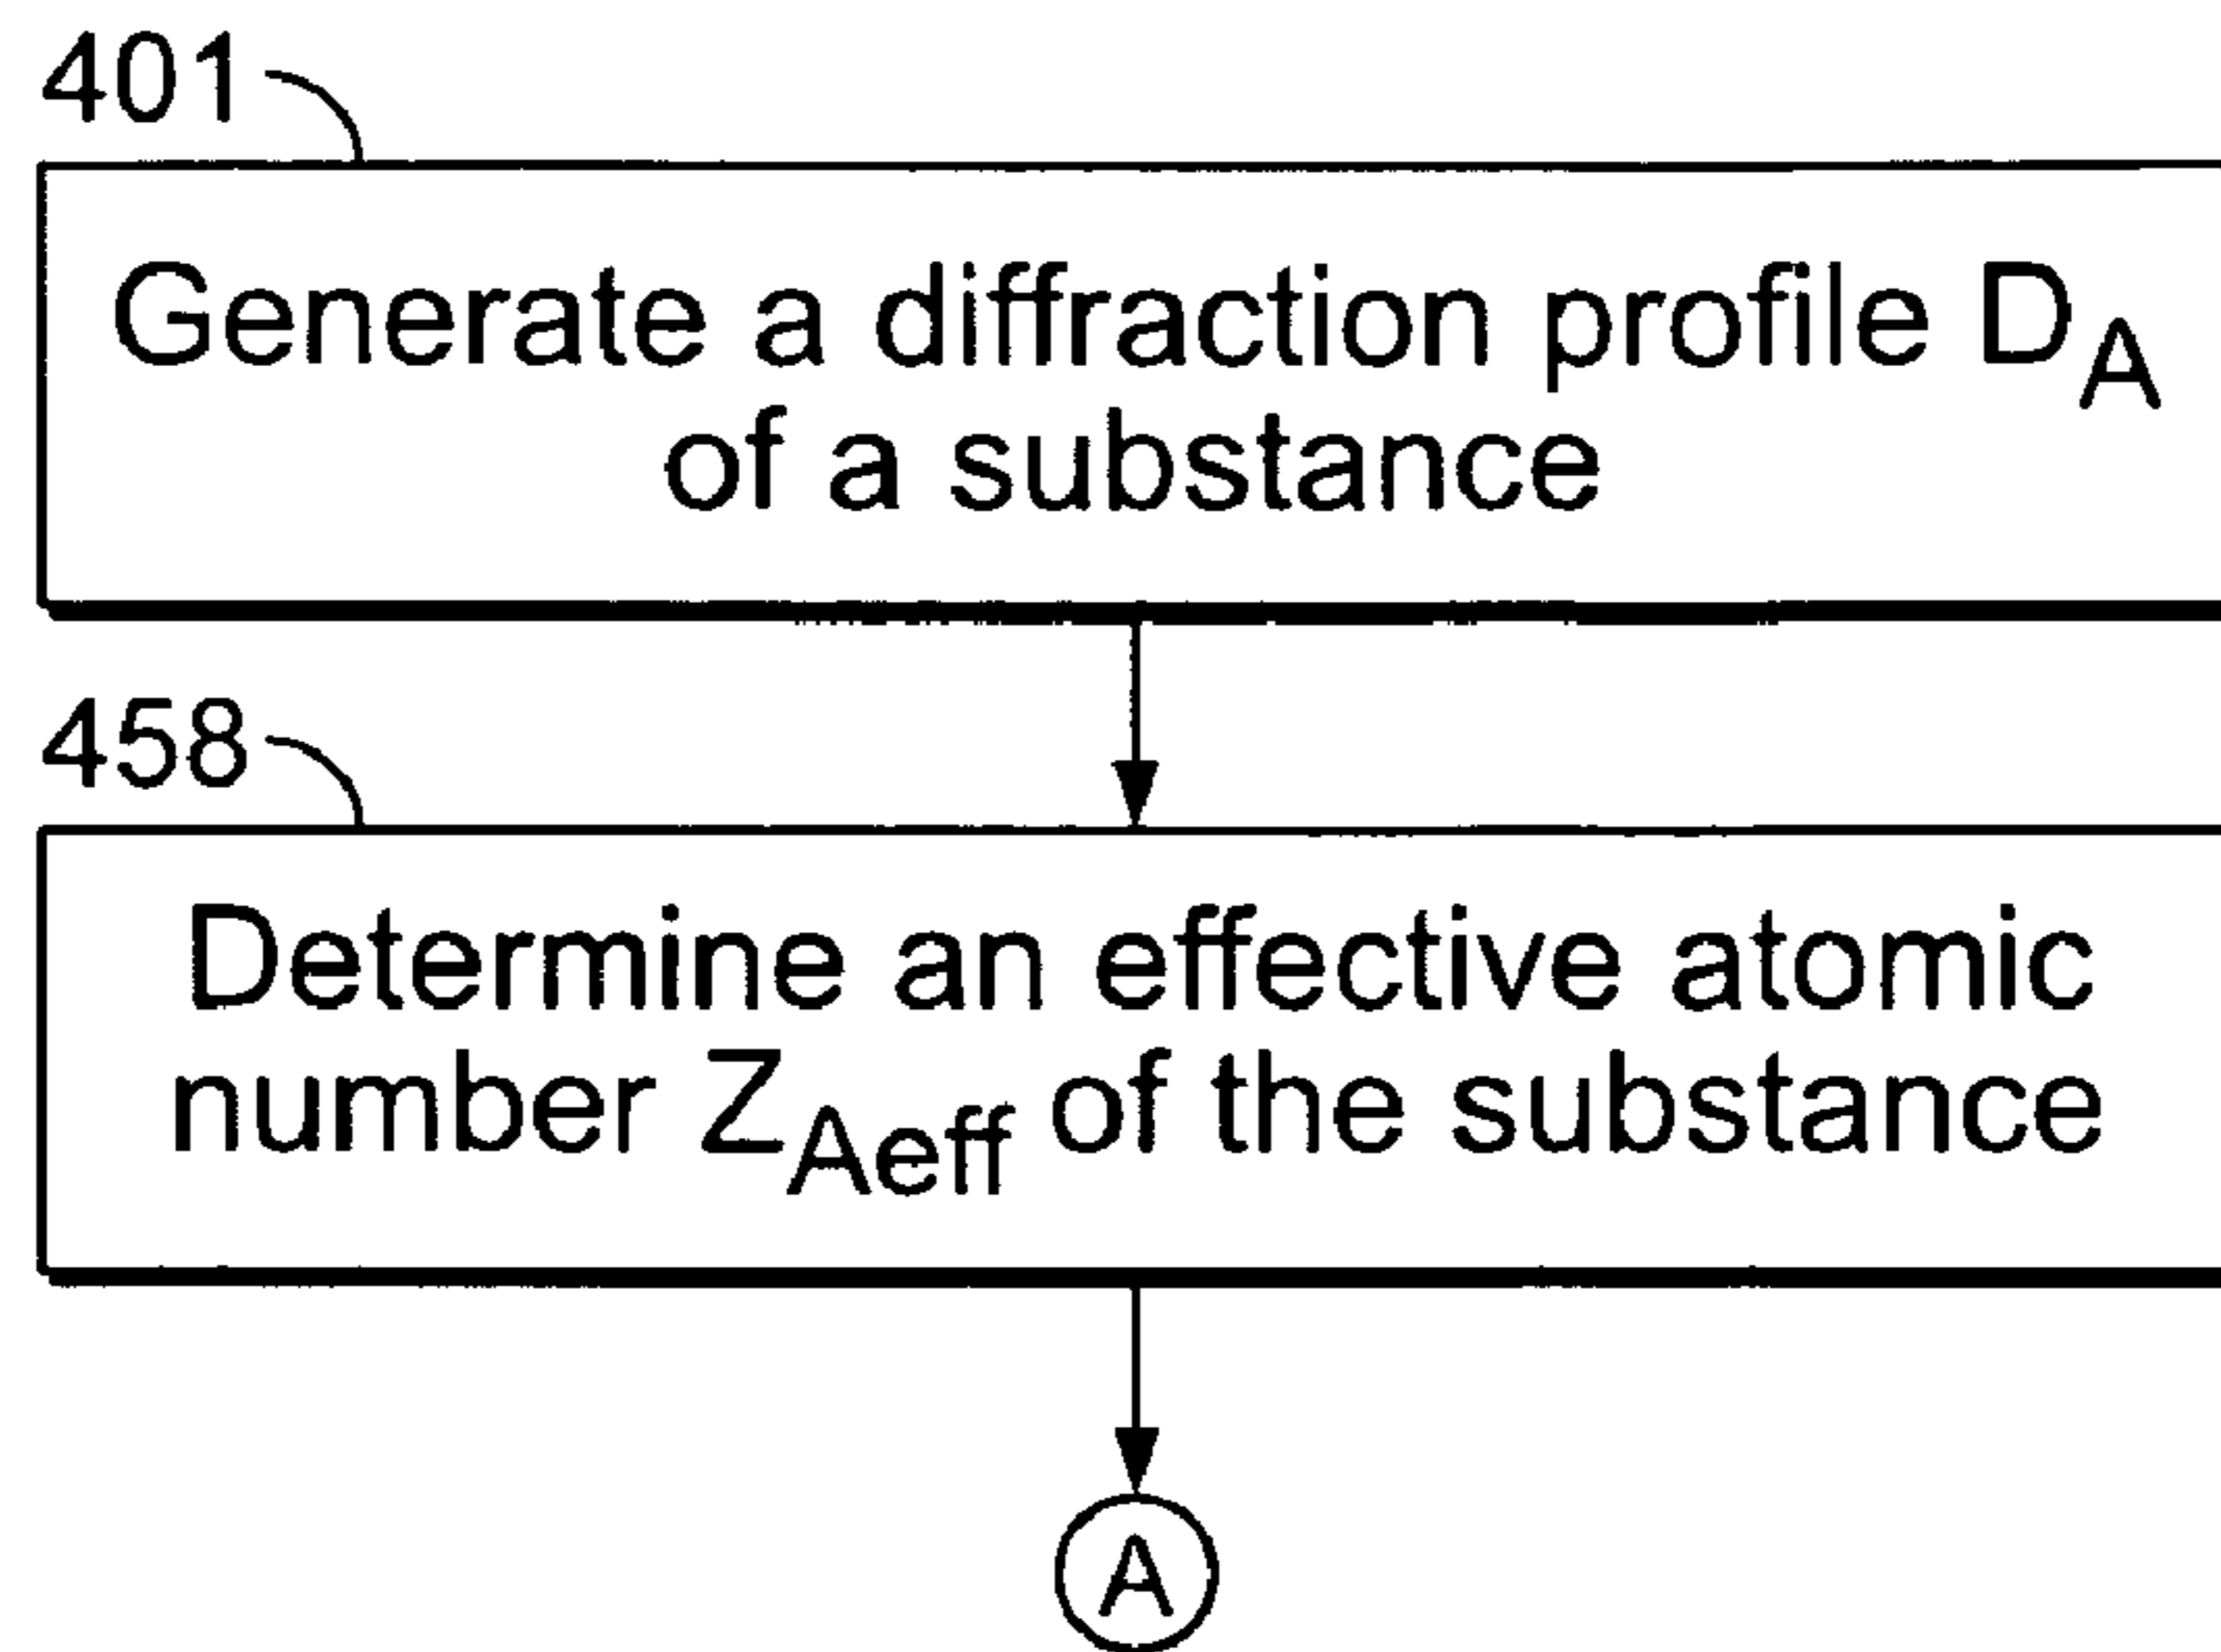 401
Generate a diffraction profile D_A
of a substance
458
Determine an effective atomic
number Z_Aeff of the substance
A